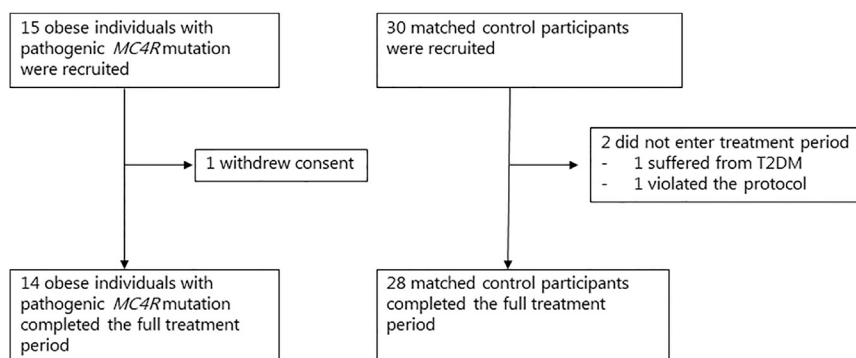 15 obese individuals with
pathogenic MC4R mutation
were recruited
30 matched control participants
were recruited
1 withdrew consent
2 did not enter treatment period
- 1 suffered from T2DM
- 1 violated the protocol
14 obese individuals with
pathogenic MC4R mutation
completed the full treatment
period
28 matched control participants
completed the full treatment
period